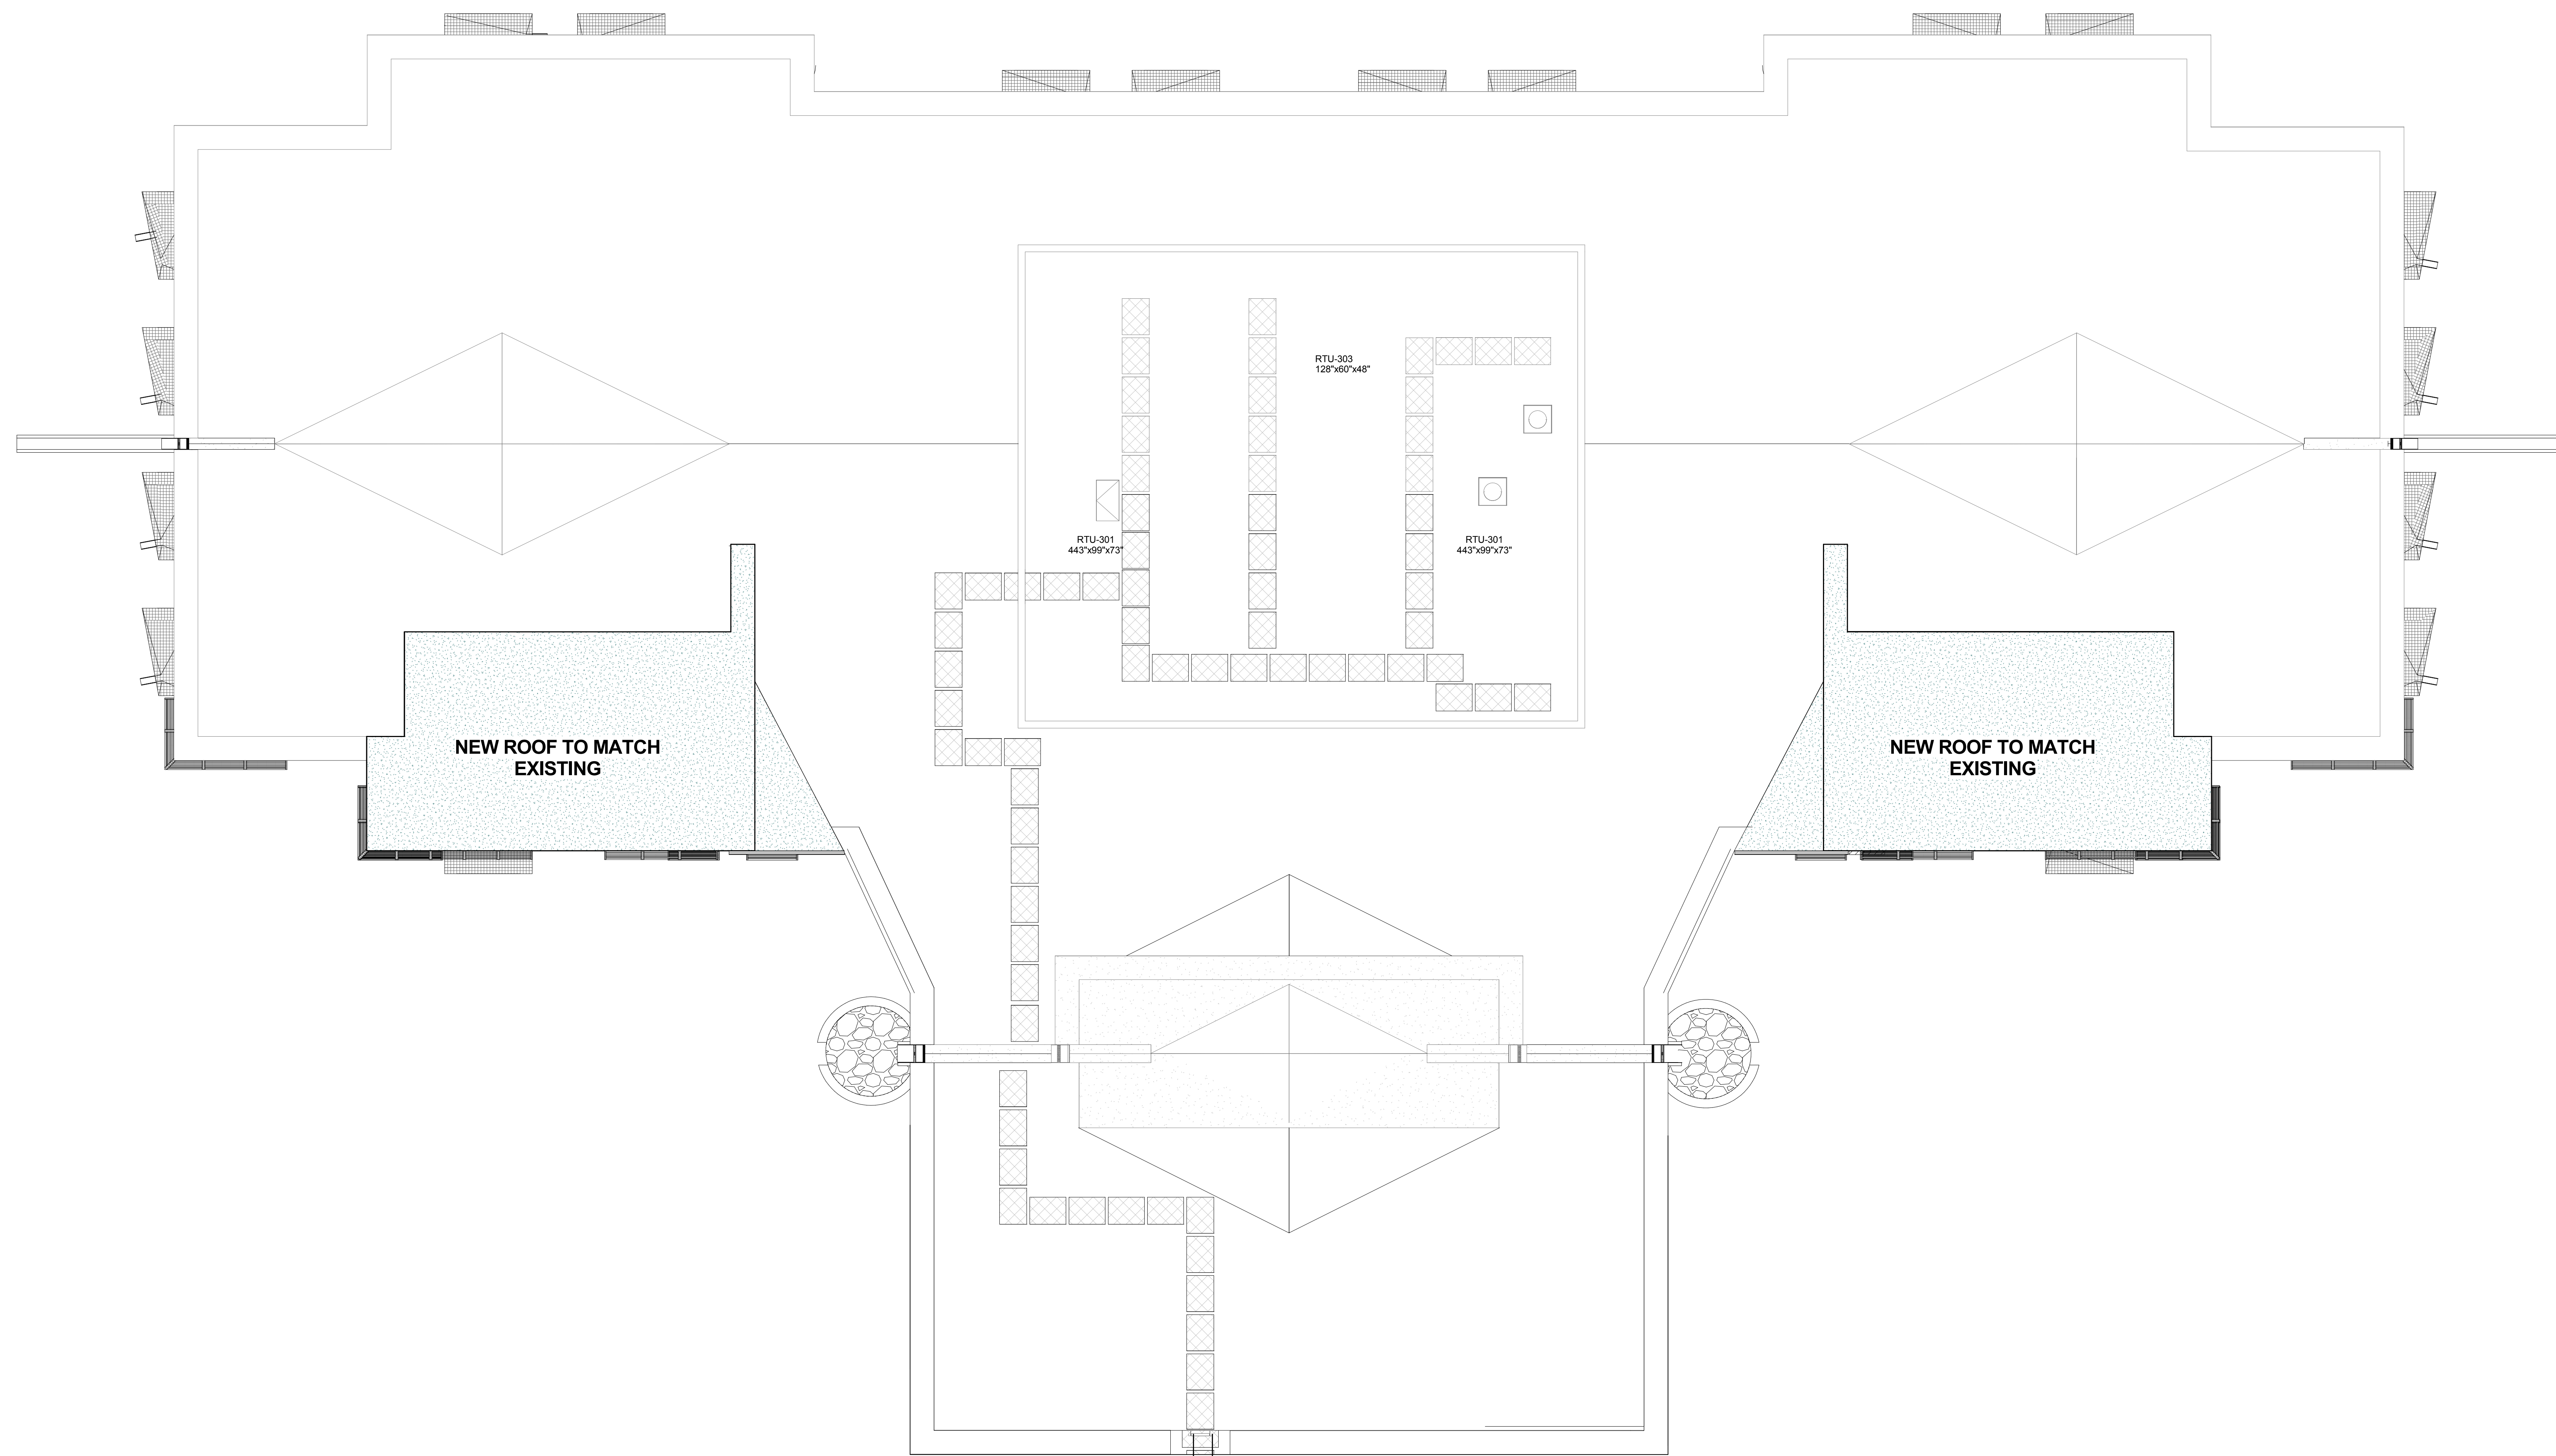 RTU-303
128"x60"x48"
RTU-301
443"x99"x73"
RTU-301
443"x99"x73"
NEW ROOF TO MATCH
EXISTING
NEW ROOF TO MATCH
EXISTING